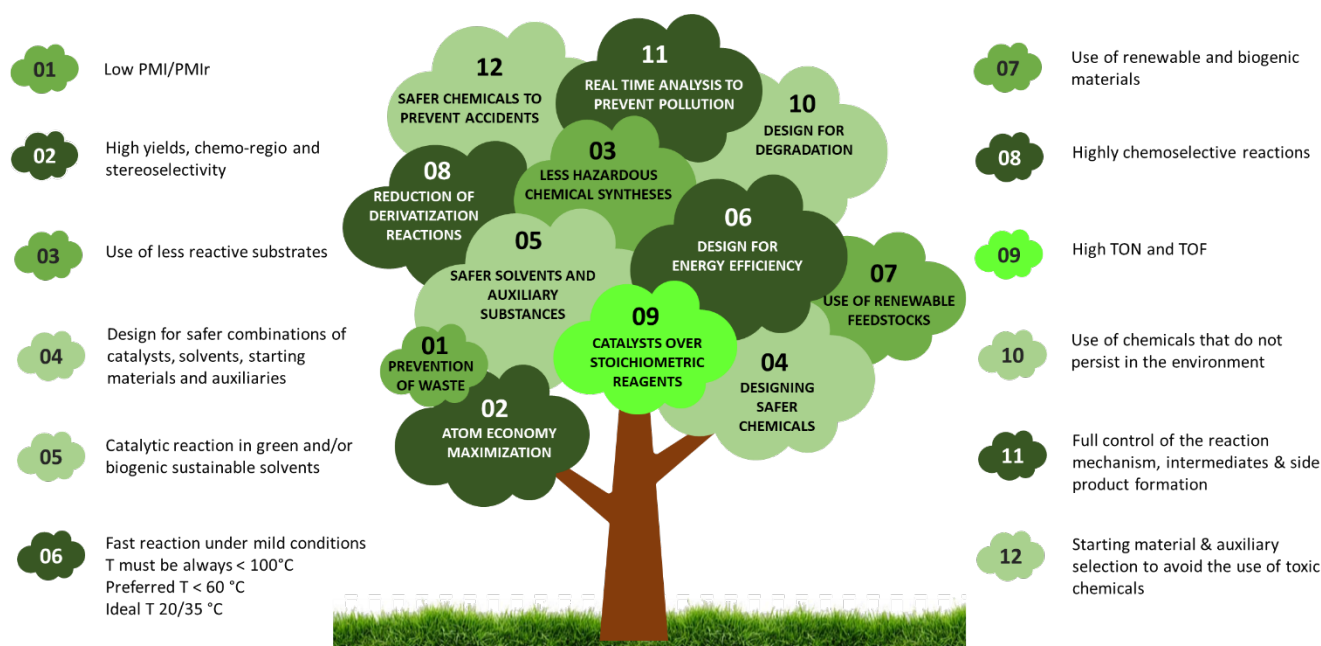 01
Low PMI/PMIr
02
High yields, chemo-regio and
stereoselectivity
03
Use of less reactive substrates
04
Design for safer combinations of
catalysts, solvents, starting
materials and auxiliaries
05
Catalytic reaction in green and/or
biogenic sustainable solvents
06
Fast reaction under mild conditions
T must be always < 100°C
Preferred T < 60 °C
Ideal T 20/35 °C
12
SAFER CHEMICALS TO
PREVENT ACCIDENTS
11
REAL TIME ANALYSIS TO
PREVENT POLLUTION
10
DESIGN FOR
DEGRADATION
08
REDUCTION OF
DERIVATIZATION
REACTIONS
03
LESS HAZARDOUS
CHEMICAL SYNTHESES
06
DESIGN FOR
ENERGY EFFICIENCY
05
SAFER SOLVENTS AND
AUXILIARY
SUBSTANCES
07
USE OF RENEWABLE
FEEDSTOCKS
09
CATALYSTS OVER
STOICHIOMETRIC
REAGENTS
01
PREVENTION
OF WASTE
04
DESIGNING
SAFER
CHEMICALS
02
ATOM ECONOMY
MAXIMIZATION
07
Use of renewable and biogenic
materials
08
Highly chemoselective reactions
09
High TON and TOF
10
Use of chemicals that do not
persist in the environment
11
Full control of the reaction
mechanism, intermediates & side
product formation
12
Starting material & auxiliary
selection to avoid the use of toxic
chemicals